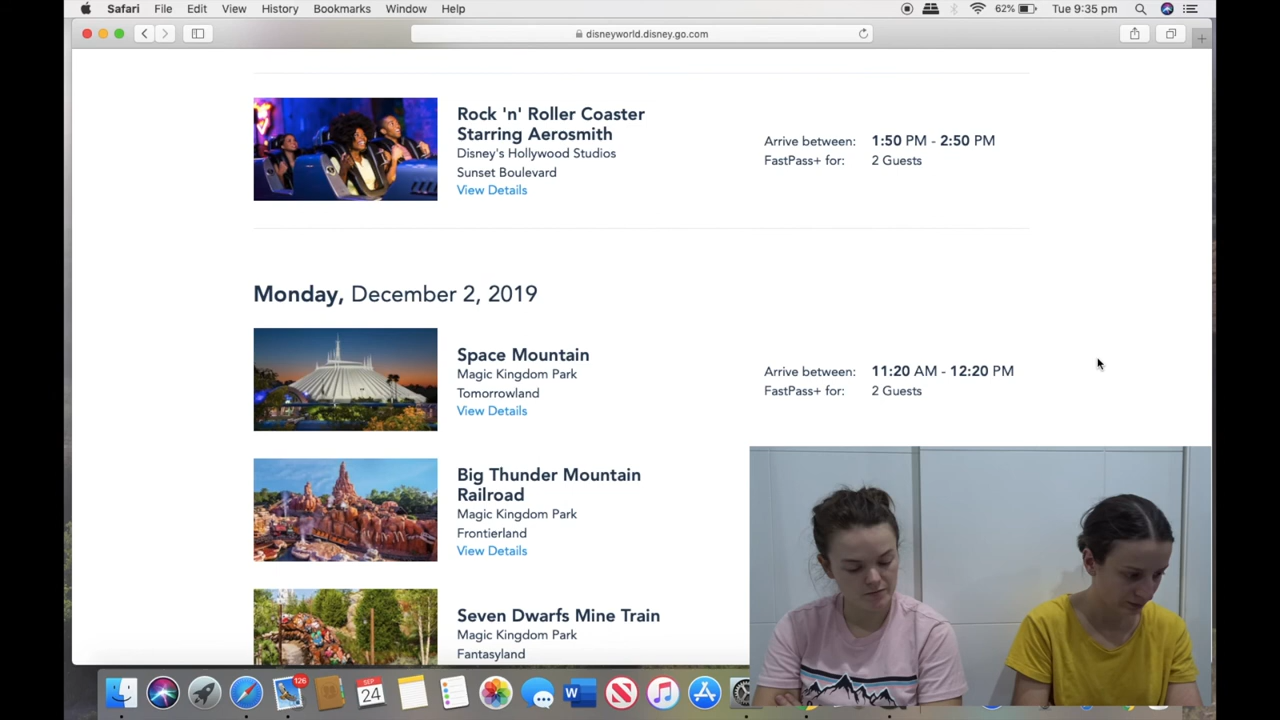 Safari File Edit View History Bookmarks Window Help 62% Tue 9:35 pm
disneyworld.disney.go.com
Rock 'n' Roller Coaster
Starring Aerosmith
Disney's Hollywood Studios
Sunset Boulevard
View Details
Arrive between: 1:50 PM - 2:50 PM
FastPass+ for: 2 Guests
Monday, December 2, 2019
Space Mountain
Magic Kingdom Park
Tomorrowland
View Details
Arrive between: 11:20 AM - 12:20 PM
FastPass+ for: 2 Guests
Big Thunder Mountain
Railroad
Magic Kingdom Park
Frontierland
View Details
Seven Dwarfs Mine Train
Magic Kingdom Park
Fantasyland
126
SEP
24
W
N